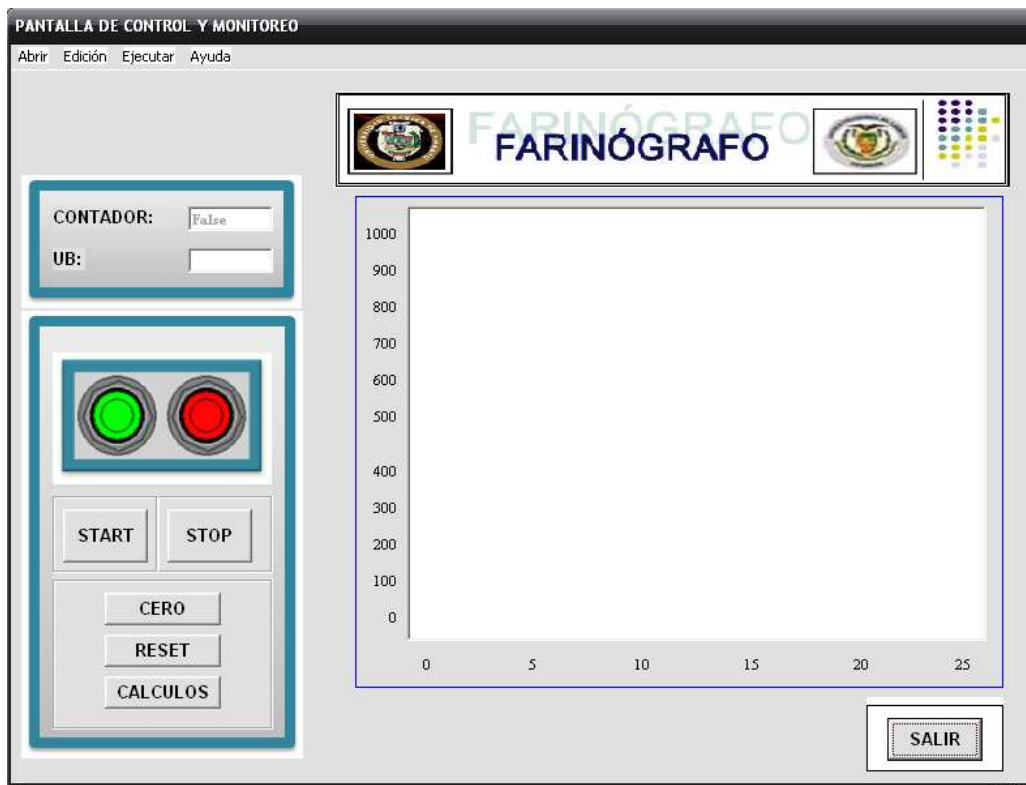 PANTALLA DE CONTROL Y MONITOREO
Abrir Edición Ejecutar Ayuda
FARINÓGRAFO
FARINÓGRAFO
CONTADOR: False
UB:
START STOP
CERO
RESET
CALCULOS
1000
900
800
700
600
500
400
300
200
100
0
0 5 10 15 20 25
SALIR